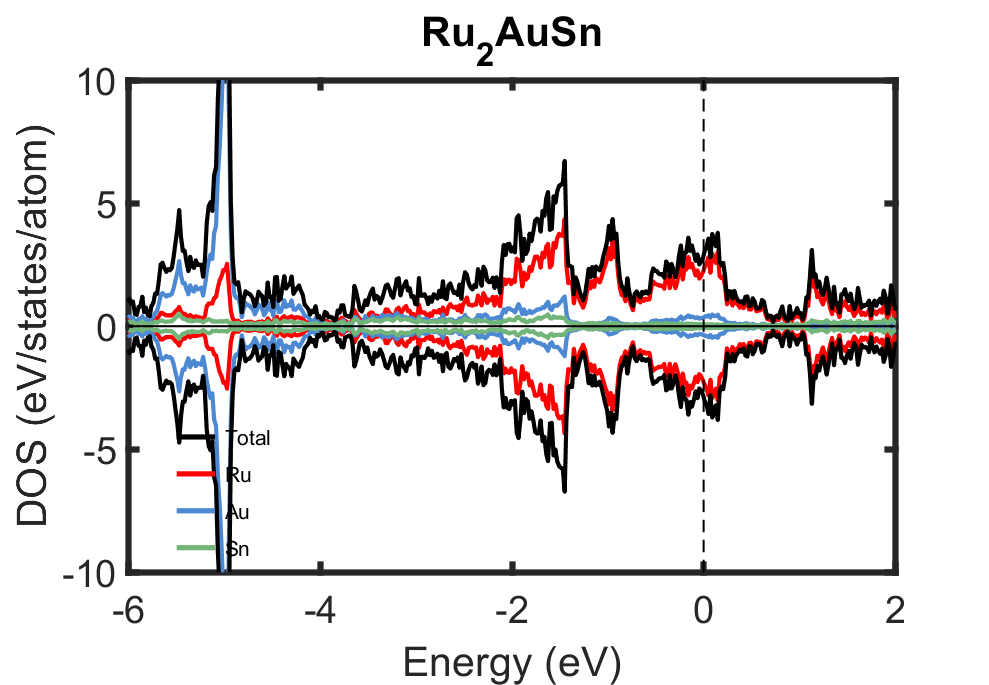 Ru2AuSn
10
5
0
-5
-10
DOS (eV/states/atom)
Total
Ru
Au
Sn
-6 -4 -2 0 2
Energy (eV)